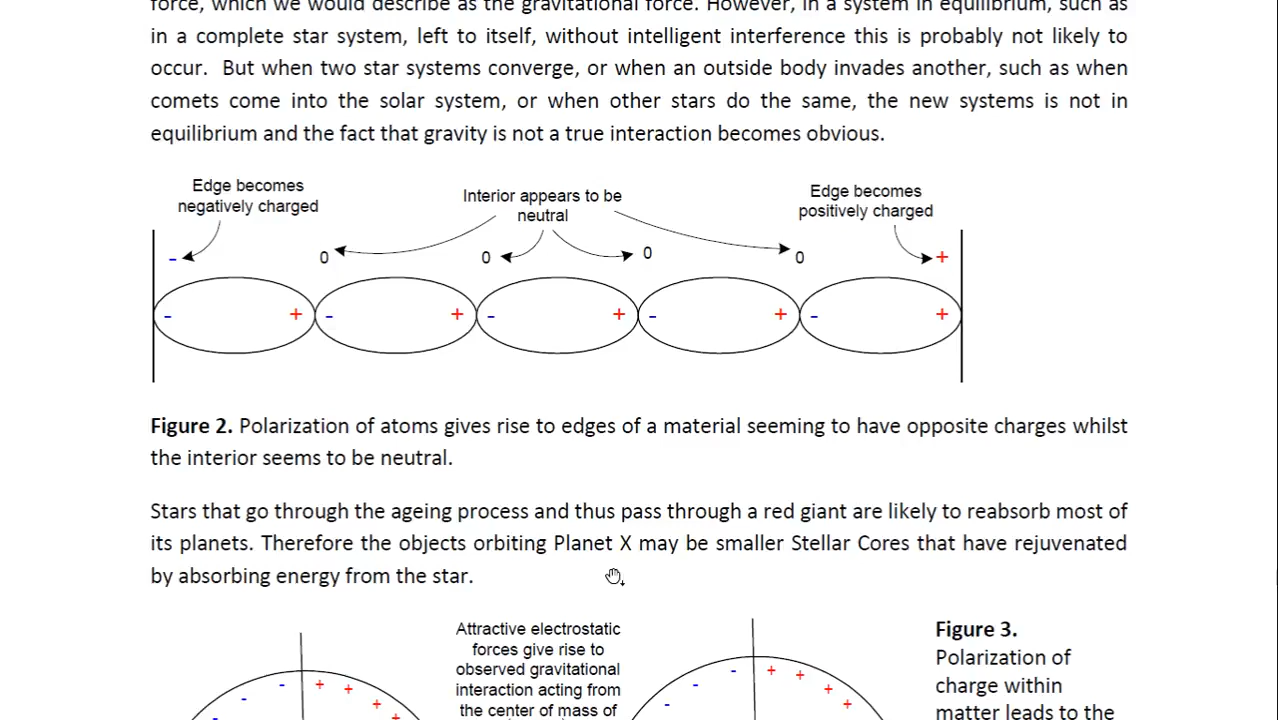 force, which we would describe as the gravitational force. However, in a system in equilibrium, such as
in a complete star system, left to itself, without intelligent interference this is probably not likely to
occur. But when two star systems converge, or when an outside body invades another, such as when
comets come into the solar system, or when other stars do the same, the new systems is not in
equilibrium and the fact that gravity is not a true interaction becomes obvious.
Edge becomes
negatively charged
Interior appears to be
neutral
Edge becomes
positively charged
- 0 0 0 0 +
- + - + - + - + - +
Figure 2. Polarization of atoms gives rise to edges of a material seeming to have opposite charges whilst
the interior seems to be neutral.
Stars that go through the ageing process and thus pass through a red giant are likely to reabsorb most of
its planets. Therefore the objects orbiting Planet X may be smaller Stellar Cores that have rejuvenated
by absorbing energy from the star.
Attractive electrostatic
forces give rise to
observed gravitational
interaction acting from
the center of mass of
- - - + + + +
- - - + + + +
Figure 3.
Polarization of
charge within
matter leads to the